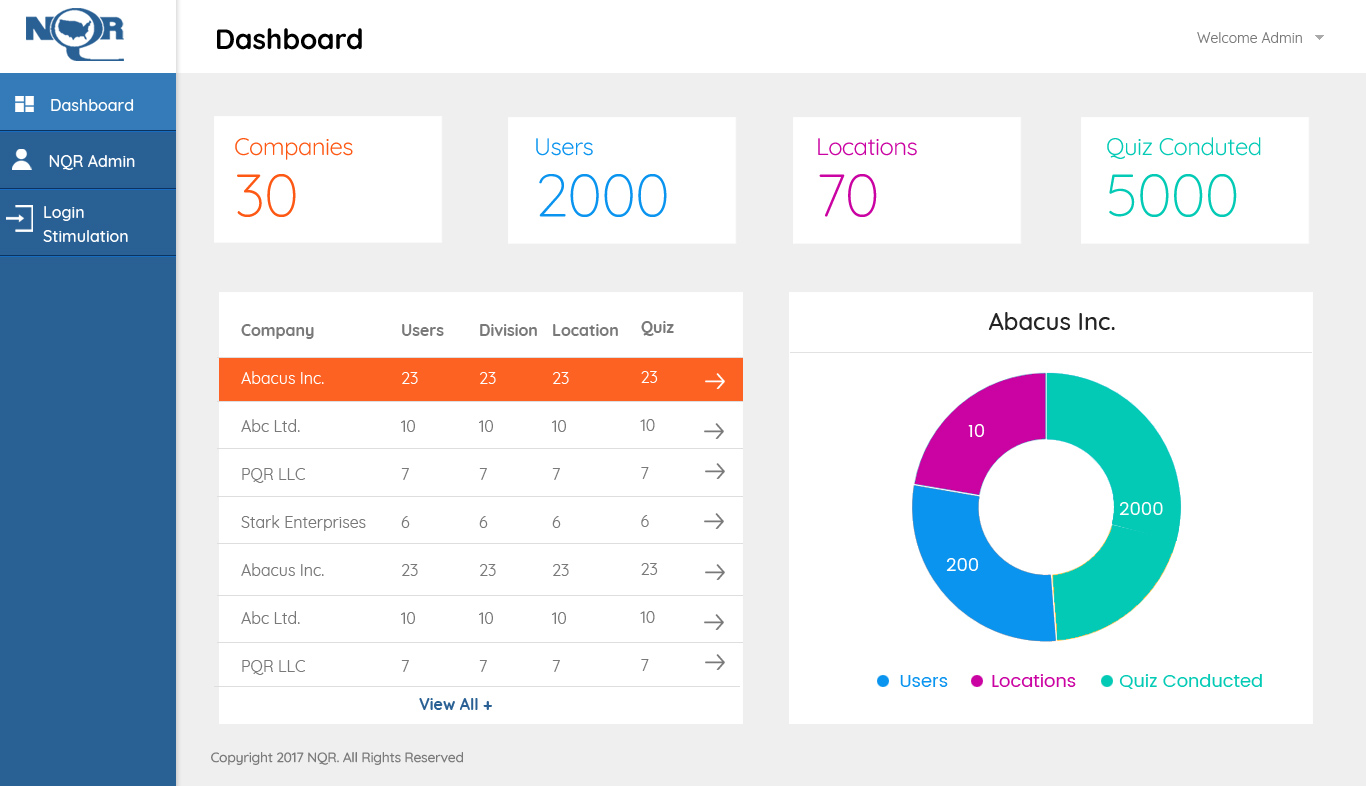 NQR
Dashboard
Welcome Admin
Dashboard
NQR Admin
Login
Stimulation
Companies
30
Users
2000
Locations
70
Quiz Conduted
5000
Company Users Division Location Quiz
Abacus Inc. 23 23 23 23
Abc Ltd. 10 10 10 10
PQR LLC 7 7 7 7
Stark Enterprises 6 6 6 6
Abacus Inc. 23 23 23 23
Abc Ltd. 10 10 10 10
PQR LLC 7 7 7 7
View All +
Abacus Inc.
10
2000
200
Users Locations Quiz Conducted
Copyright 2017 NQR. All Rights Reserved